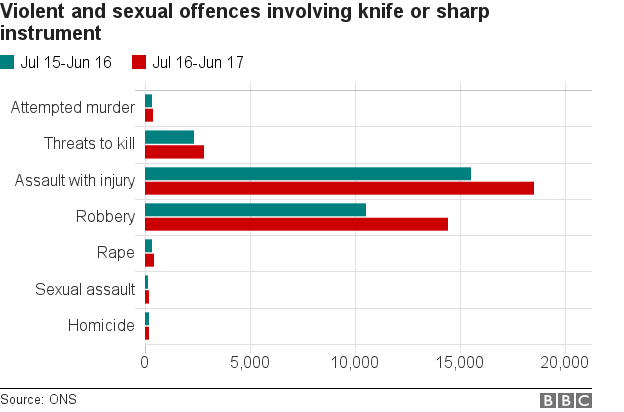 Violent and sexual offences involving knife or sharp
instrument
Jul 15-Jun 16 Jul 16-Jun 17
Attempted murder
Threats to kill
Assault with injury
Robbery
Rape
Sexual assault
Homicide
0 5,000 10,000 15,000 20,000
Source: ONS BBC